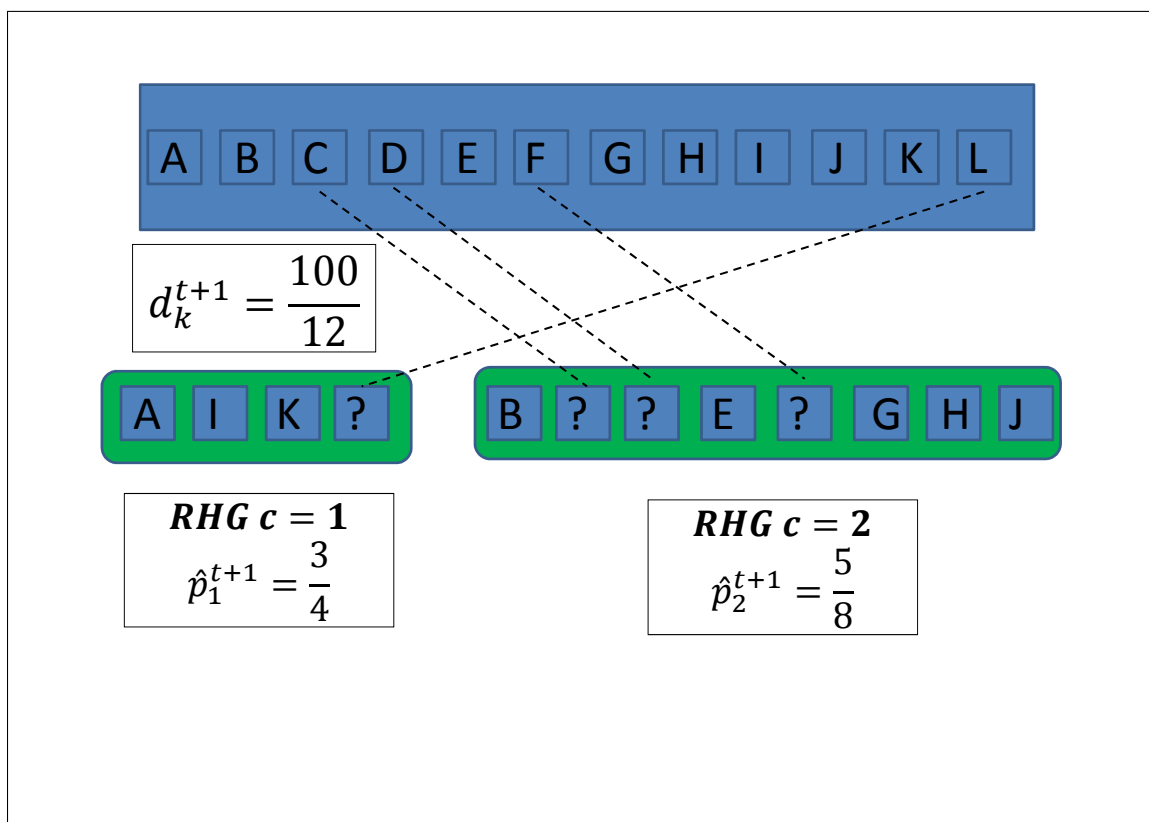 A B C D E F G H I J K L
d_k^{t+1} = 100/12
A I K ? B ? ? E ? G H J
RHG c = 1
p̂_1^{t+1} = 3/4
RHG c = 2
p̂_2^{t+1} = 5/8